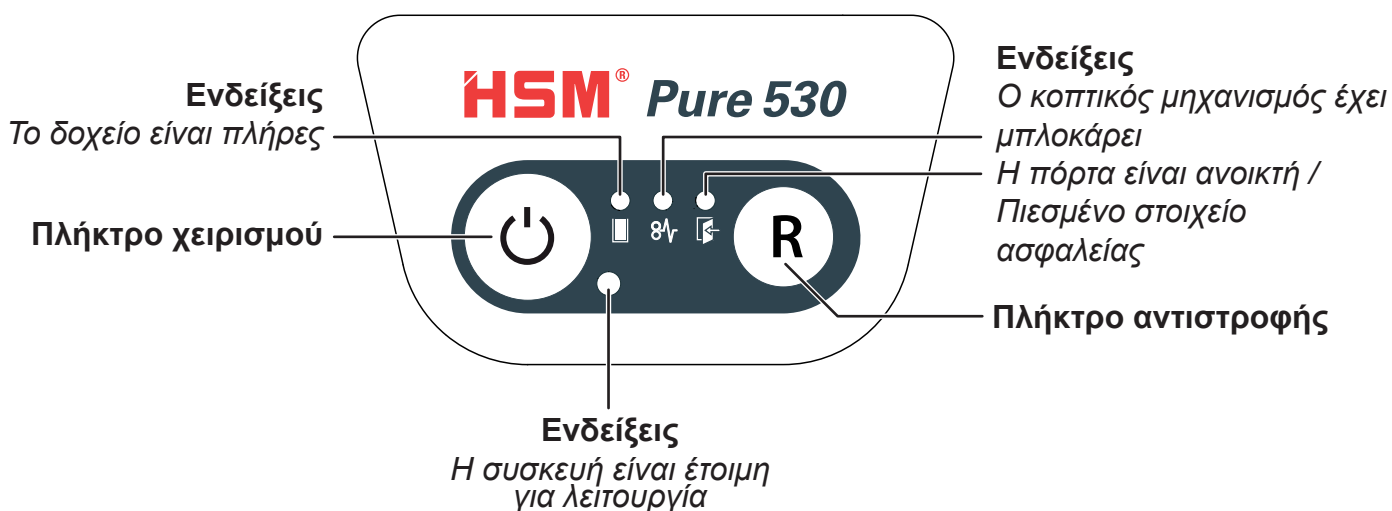 HSM® Pure 530
Ενδείξεις
Το δοχείο είναι πλήρες
Πλήκτρο χειρισμού
Ενδείξεις
Ο κοπτικός μηχανισμός έχει
μπλοκάρει
Η πόρτα είναι ανοικτή /
Πιεσμένο στοιχείο
ασφαλείας
R
Πλήκτρο αντιστροφής
Ενδείξεις
Η συσκευή είναι έτοιμη
για λειτουργία